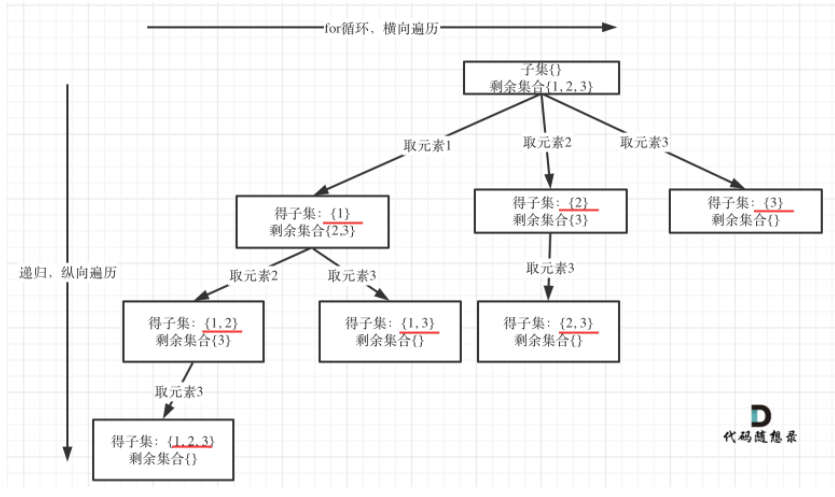 for循环，横向遍历
子集{}
剩余集合{1, 2, 3}
取元素1
取元素2
取元素3
得子集：{1}
剩余集合{2,3}
得子集：{2}
剩余集合{3}
得子集：{3}
剩余集合{}
递归，纵向遍历
取元素2
取元素3
取元素3
得子集：{1, 2}
剩余集合{3}
得子集：{1, 3}
剩余集合{}
得子集：{2, 3}
剩余集合{}
取元素3
得子集：{1, 2, 3}
剩余集合{}
代码随想录